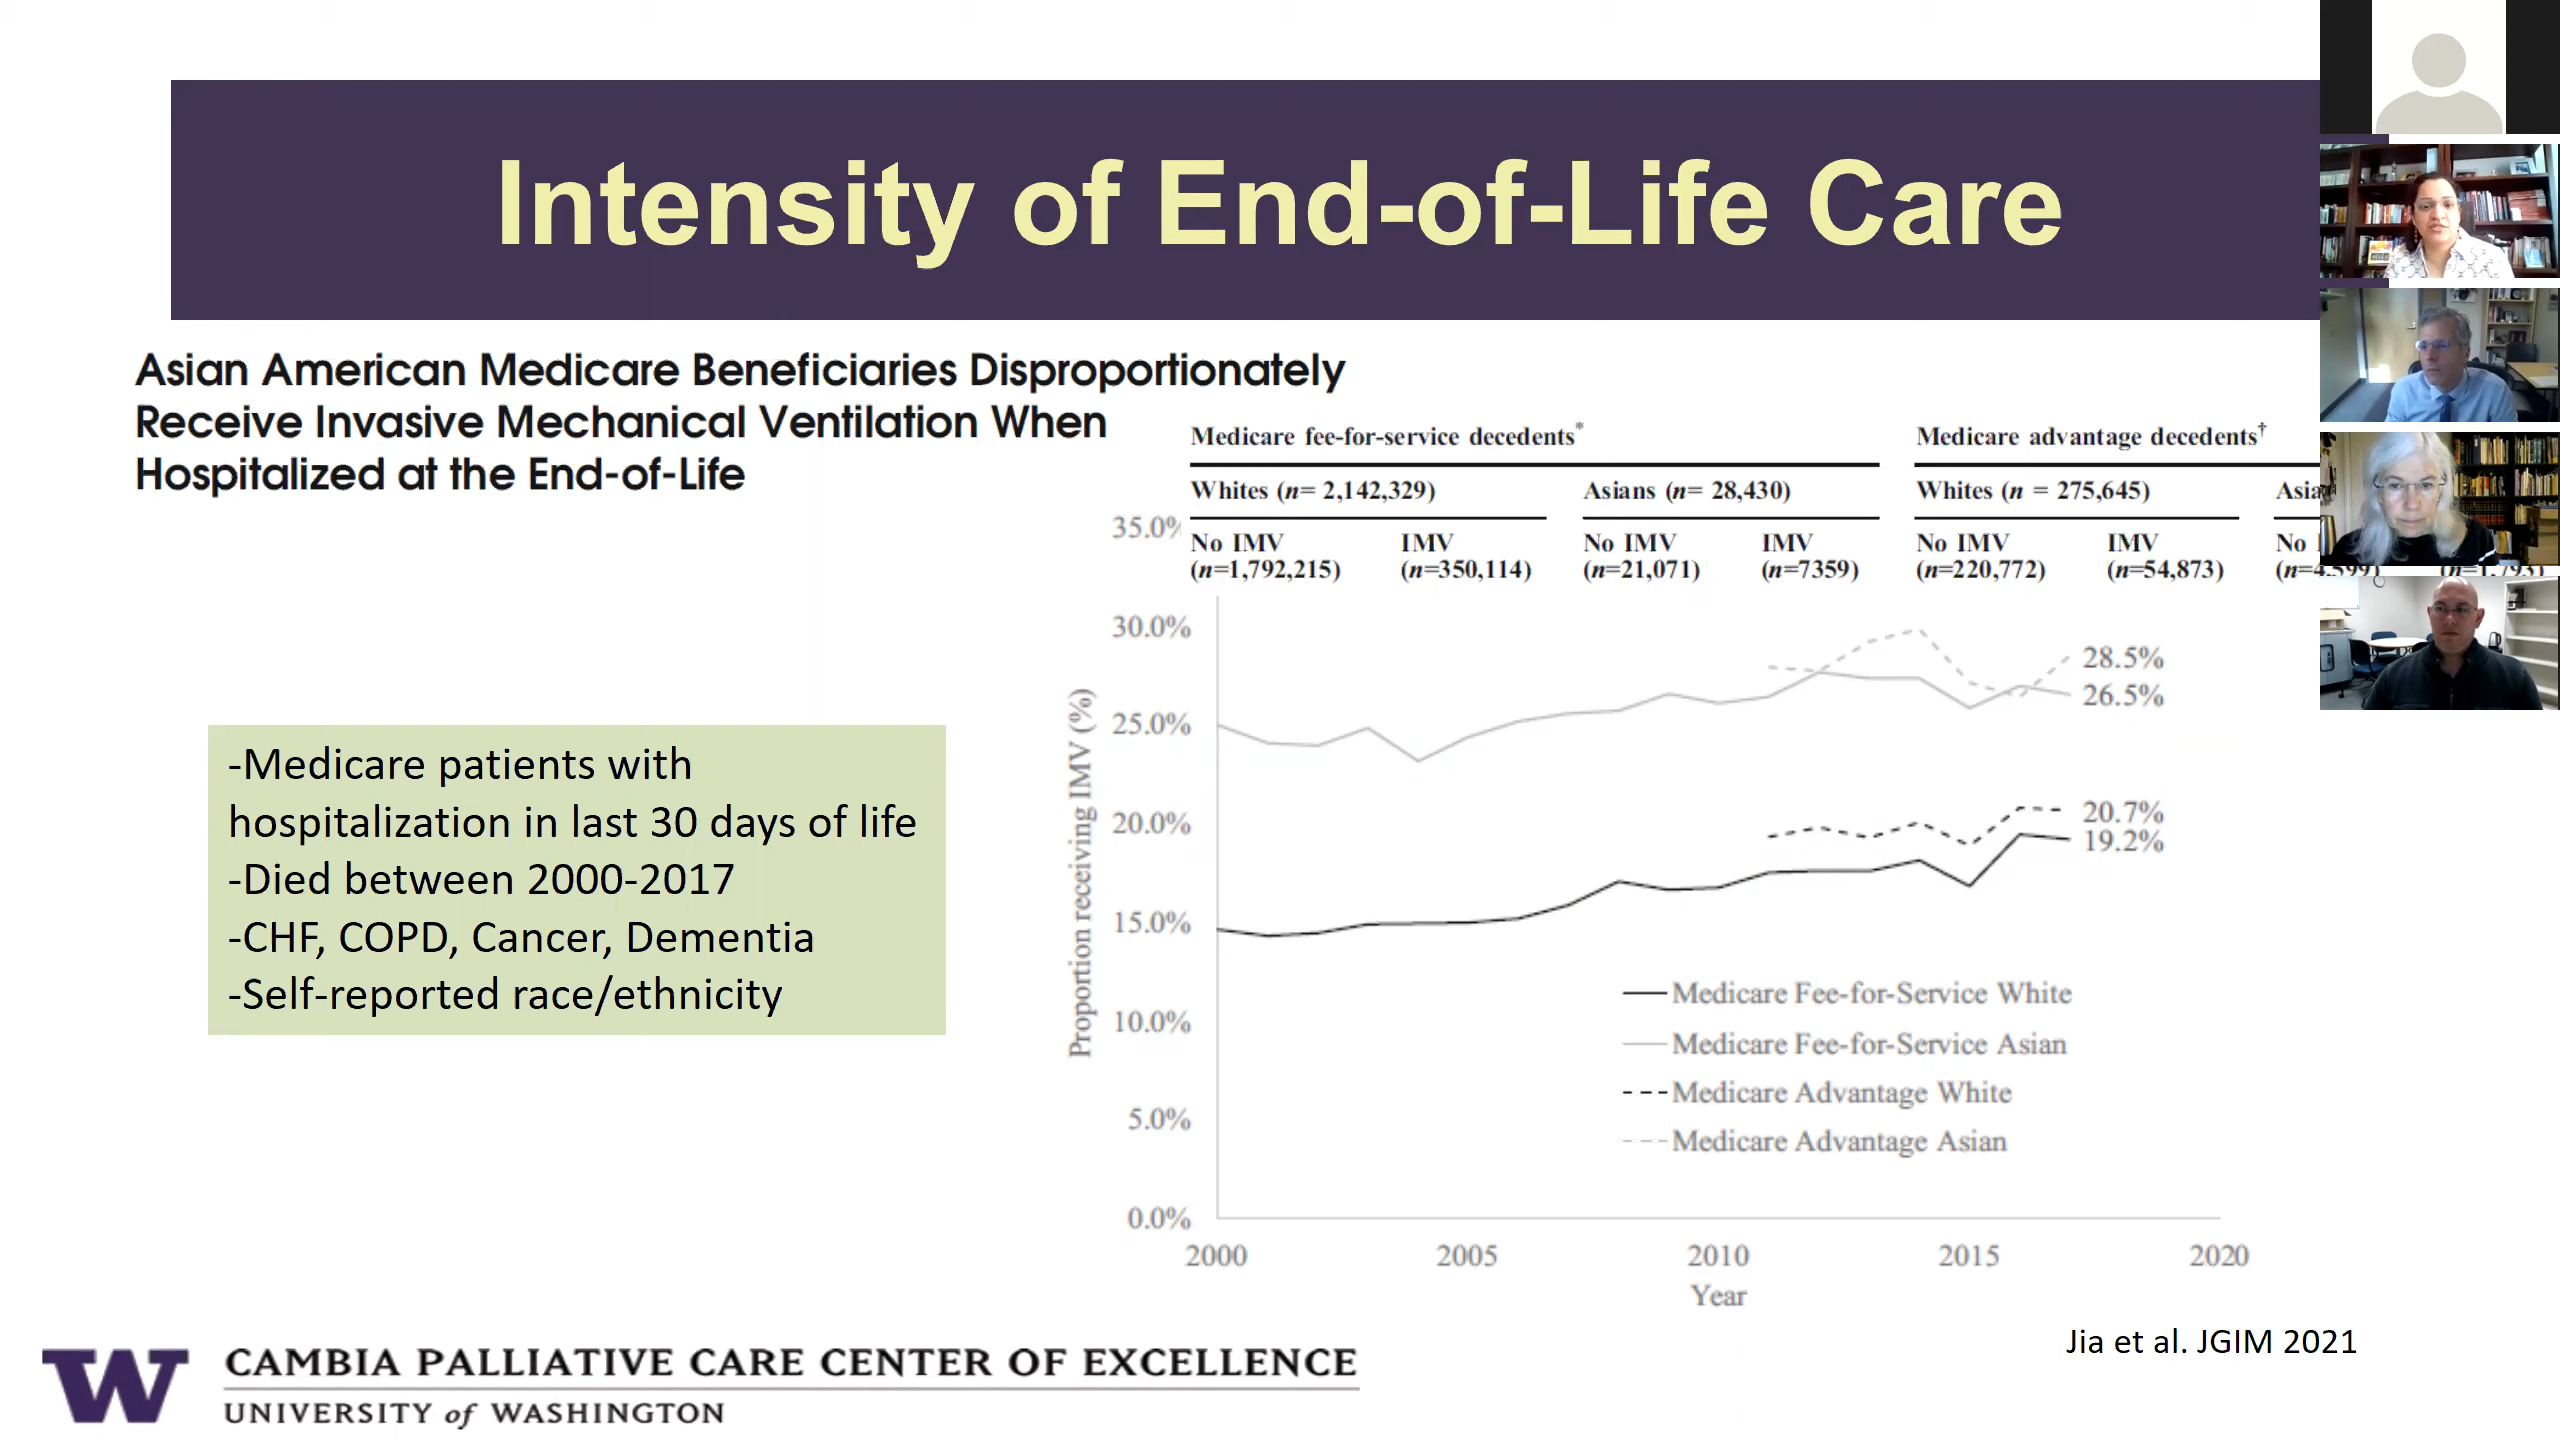 Intensity of End-of-Life Care
Asian American Medicare Beneficiaries Disproportionately
Receive Invasive Mechanical Ventilation When
Hospitalized at the End-of-Life
Medicare fee-for-service decedents*
Medicare advantage decedents†
Whites (n= 2,142,329)
Asians (n= 28,430)
Whites (n = 275,645)
No IMV
(n=1,792,215)
IMV
(n=350,114)
No IMV
(n=21,071)
IMV
(n=7359)
No IMV
(n=220,772)
IMV
(n=54,873)
No
-Medicare patients with
hospitalization in last 30 days of life
-Died between 2000-2017
-CHF, COPD, Cancer, Dementia
-Self-reported race/ethnicity
Proportion receiving IMV (%)
35.0%
30.0%
25.0%
20.0%
15.0%
10.0%
5.0%
0.0%
28.5%
26.5%
20.7%
19.2%
Medicare Fee-for-Service White
Medicare Fee-for-Service Asian
Medicare Advantage White
Medicare Advantage Asian
2000 2005 2010 2015 2020
Year
Jia et al. JGIM 2021
W
CAMBIA PALLIATIVE CARE CENTER OF EXCELLENCE
UNIVERSITY of WASHINGTON